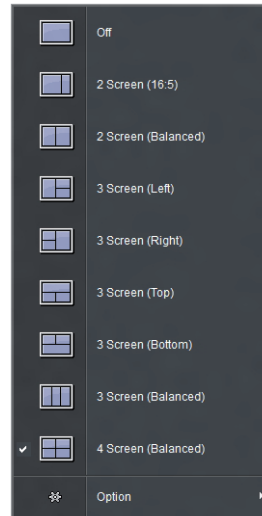 Off
2 Screen (16:5)
2 Screen (Balanced)
3 Screen (Left)
3 Screen (Right)
3 Screen (Top)
3 Screen (Bottom)
3 Screen (Balanced)
4 Screen (Balanced)
Option